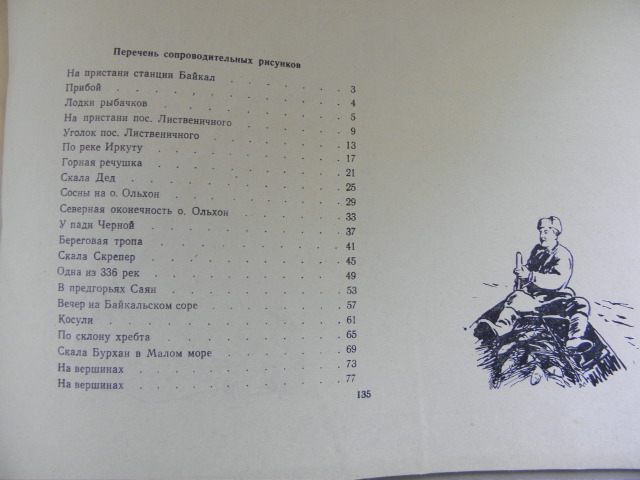 Перечень сопроводительных рисунков
На пристани станции Байкал . . . . . . 3
Прибой . . . . . . . . . . 4
Лодки рыбачков . . . . . . . . 5
На пристани пос. Лиственичного . . . . . 9
Уголок пос. Лиственичного . . . . . . 13
По реке Иркуту . . . . . . . . 17
Горная речушка . . . . . . . . 21
Скала Дед . . . . . . . . . 25
Сосны на о. Ольхон . . . . . . . 29
Северная оконечность о. Ольхон . . . . . 33
У пади Черной . . . . . . . . 37
Береговая тропа . . . . . . . . 41
Скала Скрепер . . . . . . . . 45
Одна из 336 рек . . . . . . . . 49
В предгорьях Саян . . . . . . . 53
Вечер на Байкальском соре . . . . . . 57
Косули . . . . . . . . . . 61
По склону хребта . . . . . . . . 65
Скала Бурхан в Малом море . . . . . . 69
На вершинах . . . . . . . . . 73
На вершинах . . . . . . . . . 77
135